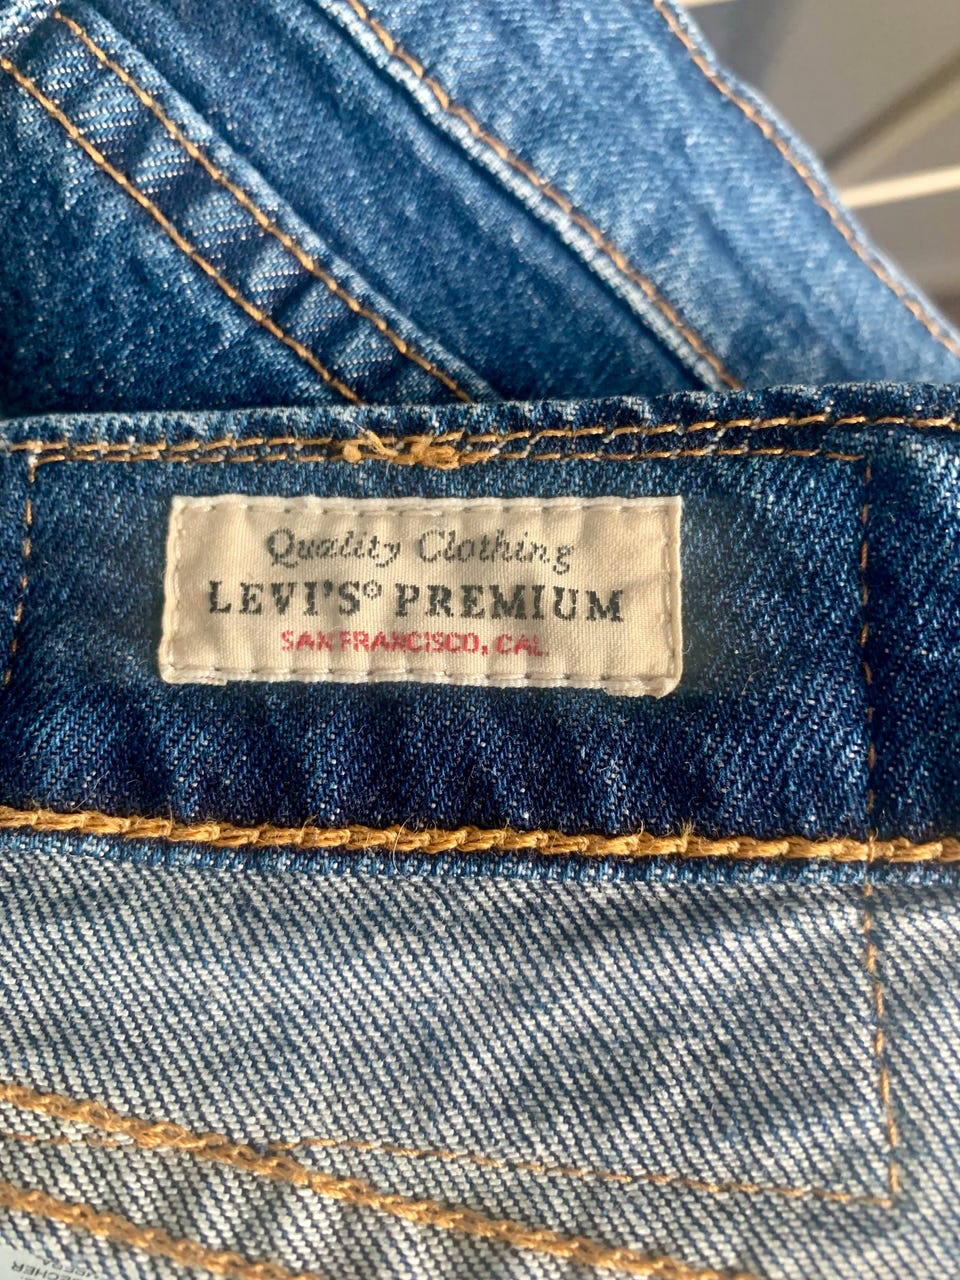 Quality Clothing
LEVI'S® PREMIUM
SAN FRANCISCO, CAL.